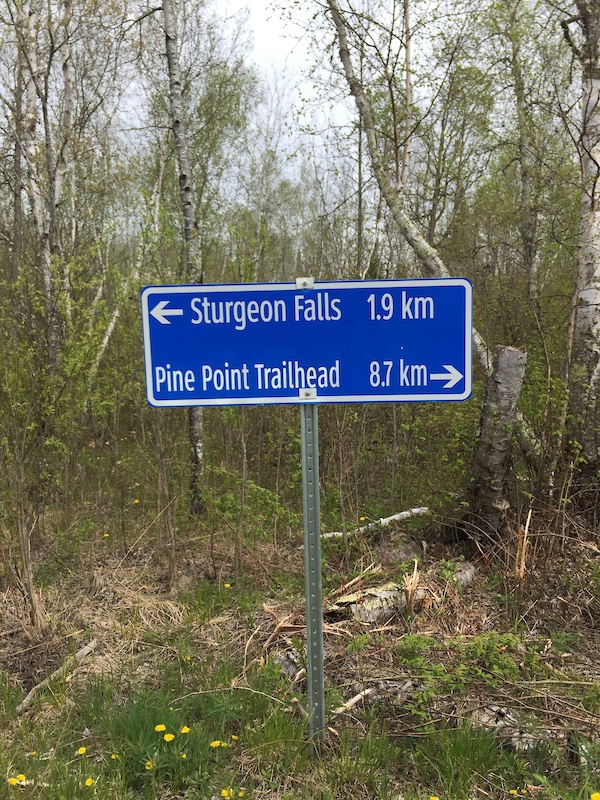 ← Sturgeon Falls 1.9 km
Pine Point Trailhead 8.7 km →